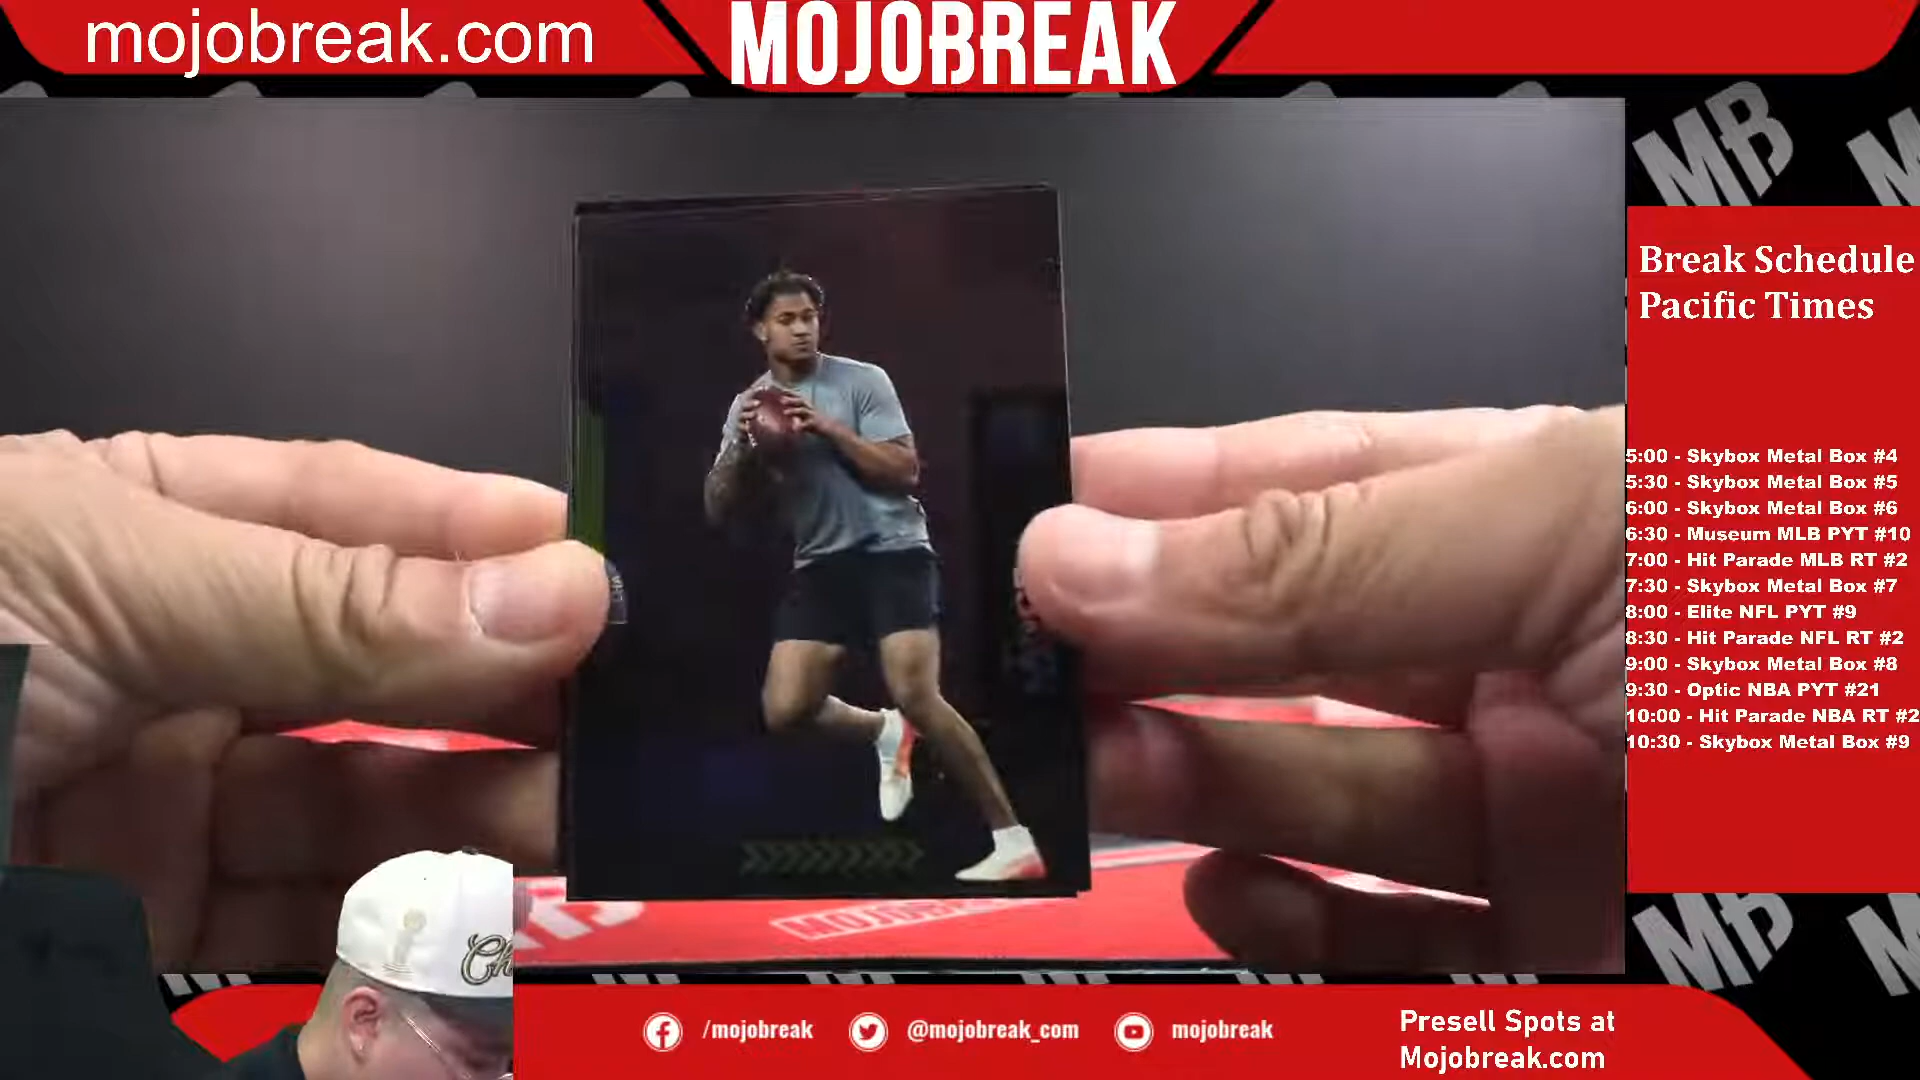 mojobreak.com
MOJOBREAK
MB
Break Schedule
Pacific Times
5:00 - Skybox Metal Box #4
5:30 - Skybox Metal Box #5
6:00 - Skybox Metal Box #6
6:30 - Museum MLB PYT #10
7:00 - Hit Parade MLB RT #2
7:30 - Skybox Metal Box #7
8:00 - Elite NFL PYT #9
8:30 - Hit Parade NFL RT #2
9:00 - Skybox Metal Box #8
9:30 - Optic NBA PYT #21
10:00 - Hit Parade NBA RT #2
10:30 - Skybox Metal Box #9
MOJOB
Ch
MB
/mojobreak
@mojobreak_com
mojobreak
Presell Spots at
Mojobreak.com